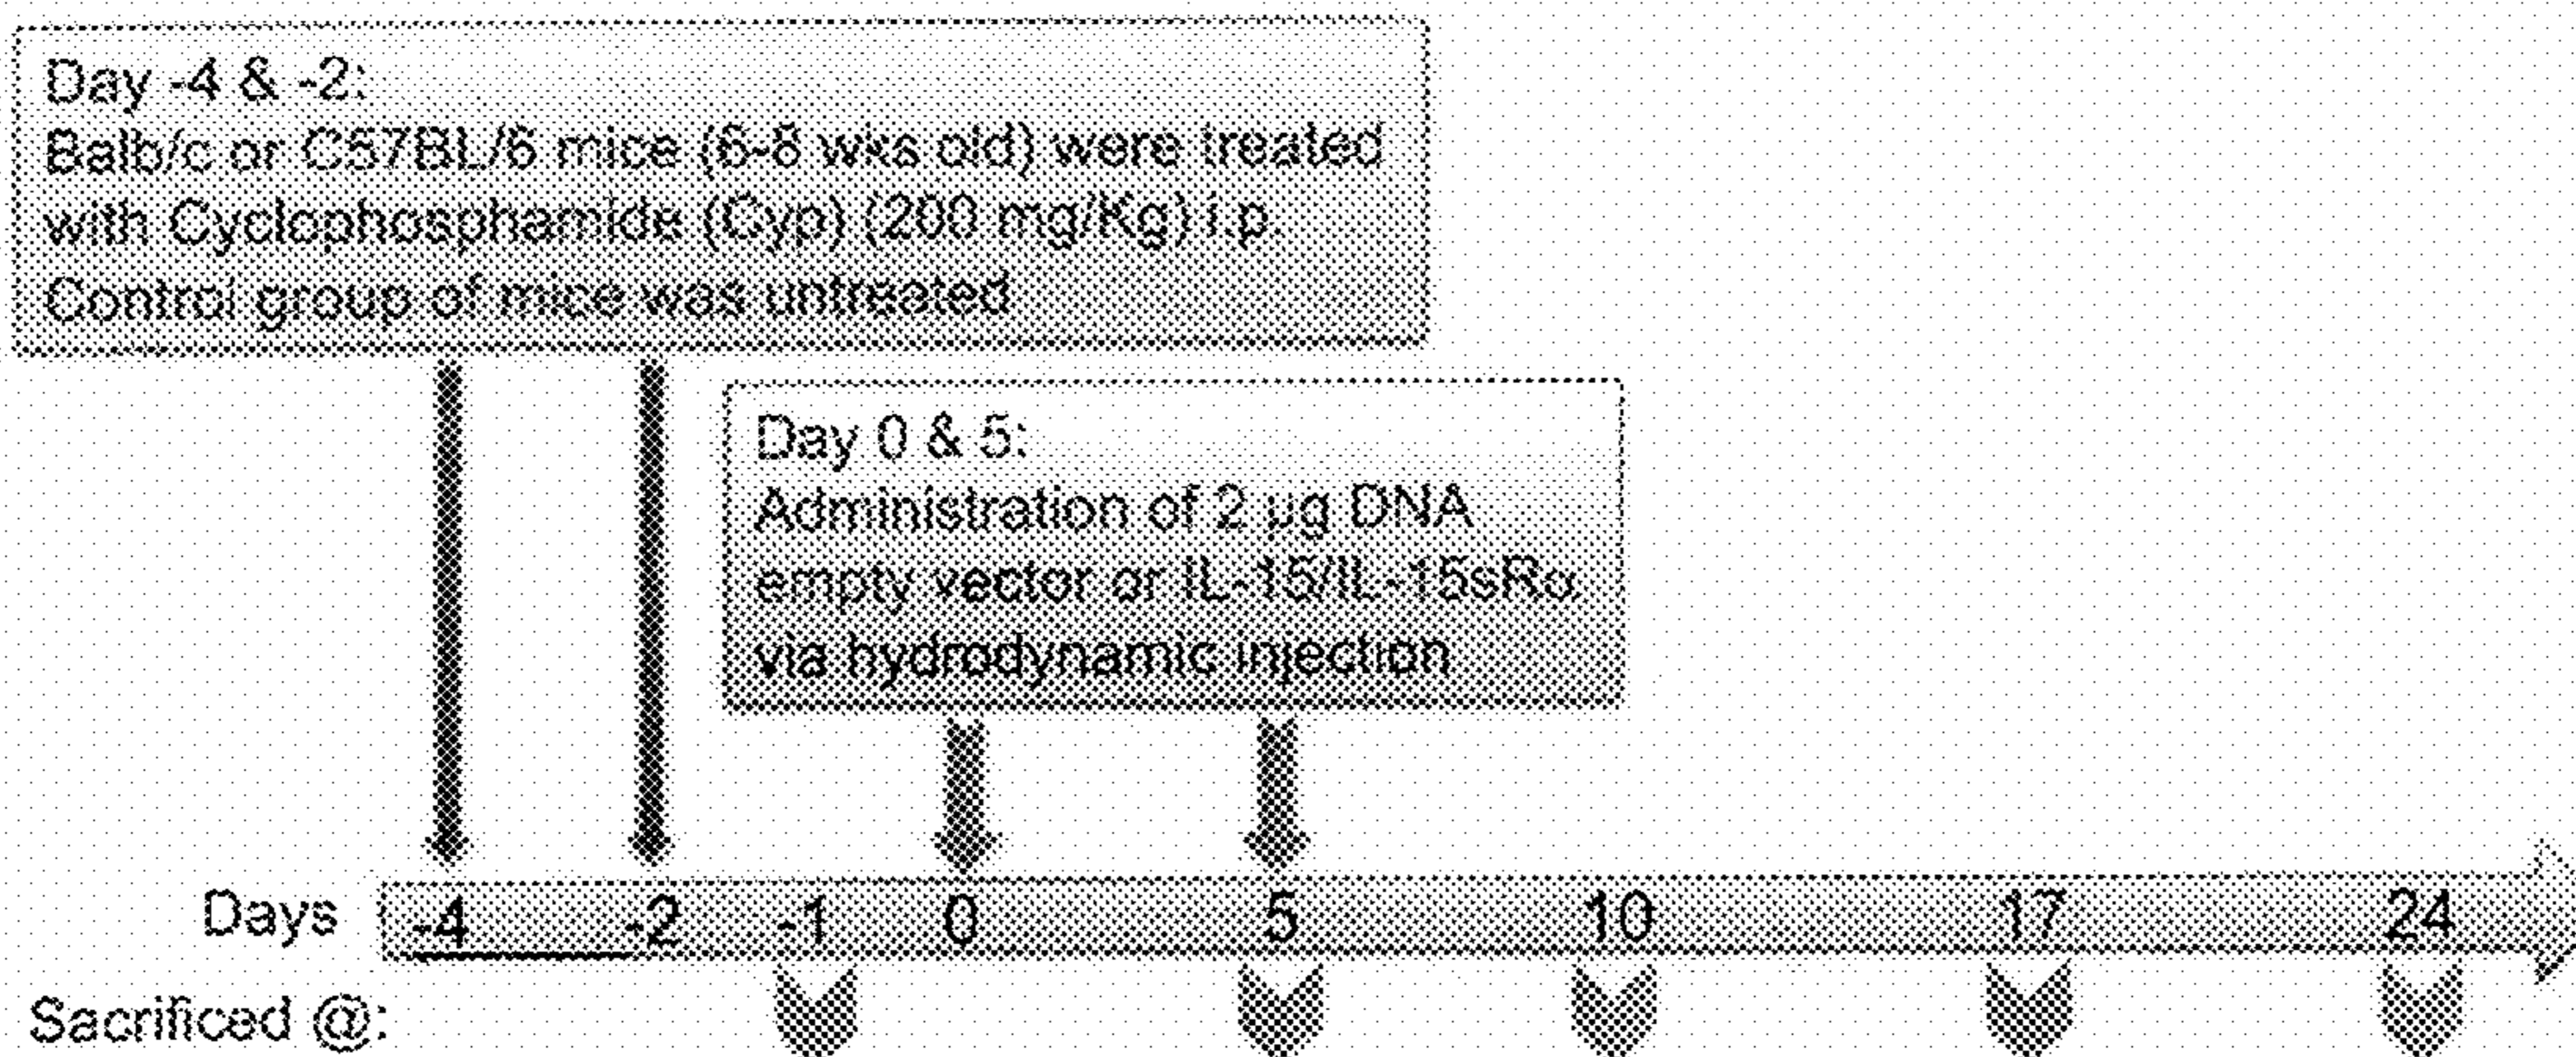 Day -4 & -2:
Balb/c or C57BL/6 mice (6-8 wks old) were treated
with Cyclophosphamide (Cyp) (200 mg/Kg) i.p.
Control group of mice was untreated
Day 0 & 5:
Administration of 2 µg DNA
empty vector or IL-15/IL-15sRα
via hydrodynamic injection
Days -4 -2 -1 0 5 10 17 24
Sacrificed @: